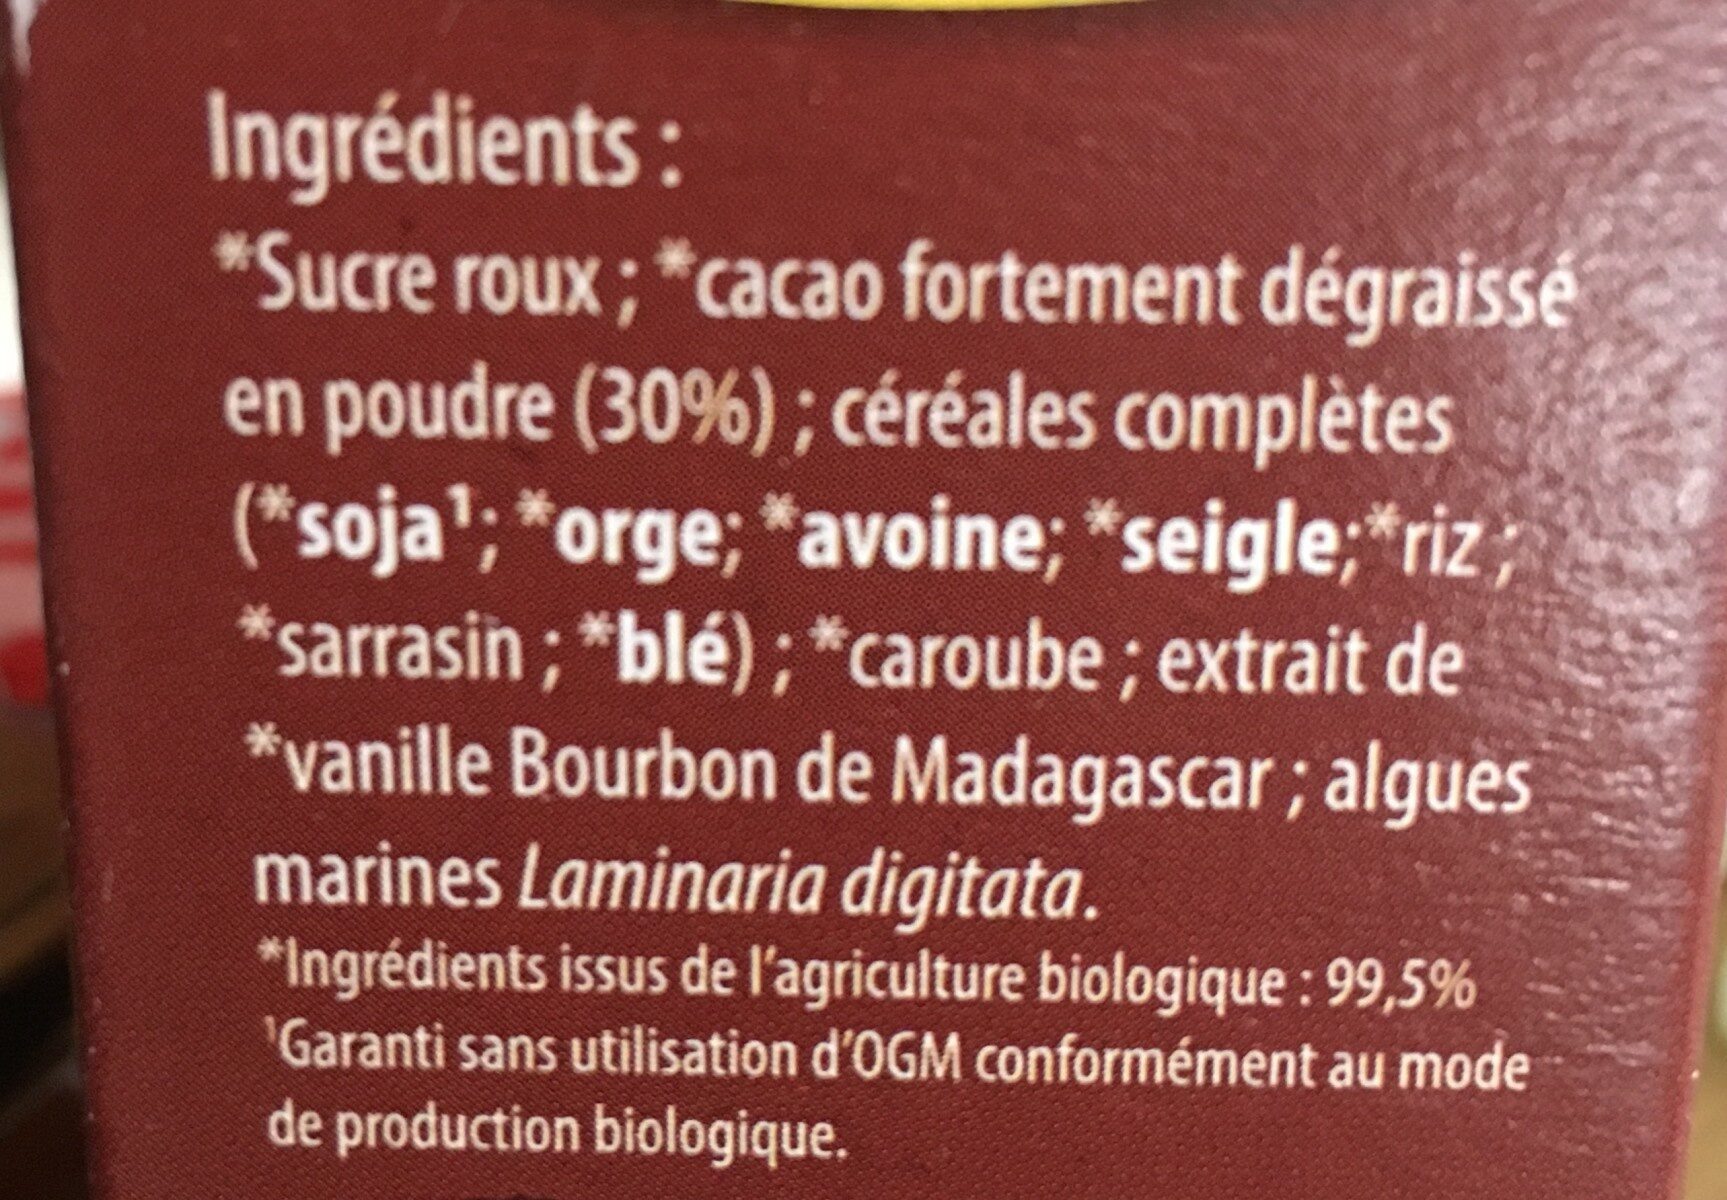 Ingrédients :
*Sucre roux ; *cacao fortement dégraissé
en poudre (30%) ; céréales complètes
(*soja¹; *orge; *avoine; *seigle;*riz ;
*sarrasin ; *blé) ; *caroube ; extrait de
*vanille Bourbon de Madagascar ; algues
marines Laminaria digitata.
*Ingrédients issus de l'agriculture biologique : 99,5%
¹Garanti sans utilisation d'OGM conformément au mode
de production biologique.